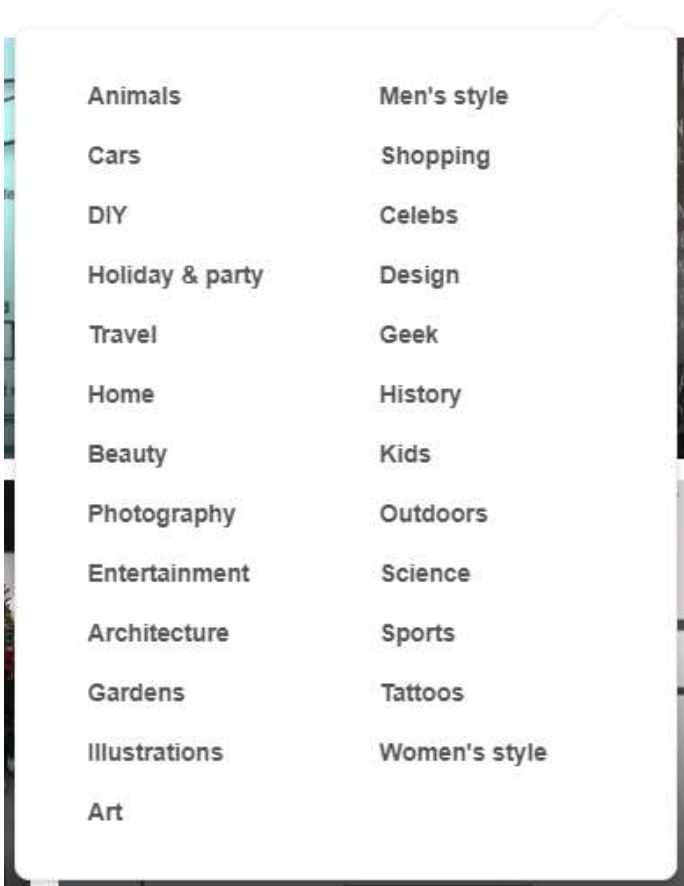 Animals
Cars
DIY
Holiday & party
Travel
Home
Beauty
Photography
Entertainment
Architecture
Gardens
Illustrations
Art
Men's style
Shopping
Celebs
Design
Geek
History
Kids
Outdoors
Science
Sports
Tattoos
Women's style